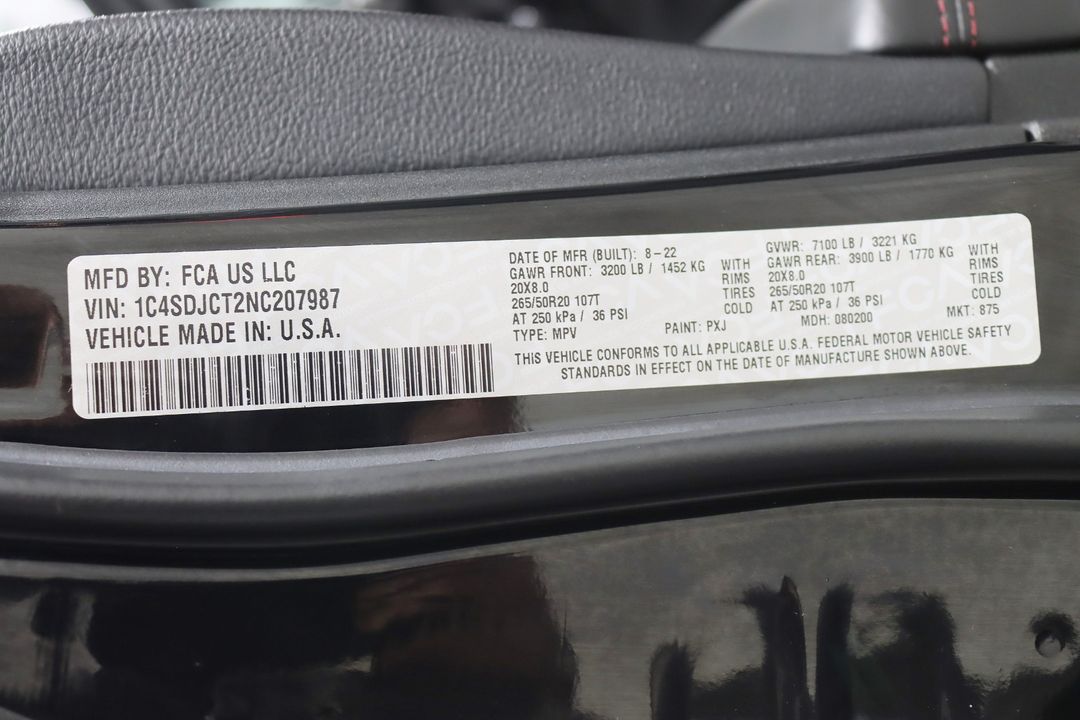 MFD BY: FCA US LLC
VIN: 1C4SDJCT2NC207987
VEHICLE MADE IN: U.S.A.
DATE OF MFR (BUILT): 8-22
GAWR FRONT: 3200 LB / 1452 KG WITH
20X8.0 RIMS
265/50R20 107T TIRES
AT 250 kPa / 36 PSI COLD
TYPE: MPV PAINT: PXJ
GVWR: 7100 LB / 3221 KG
GAWR REAR: 3900 LB / 1770 KG WITH
20X8.0 RIMS
265/50R20 107T TIRES
AT 250 kPa / 36 PSI COLD
MDH: 080200 MKT: 875
THIS VEHICLE CONFORMS TO ALL APPLICABLE U.S.A. FEDERAL MOTOR VEHICLE SAFETY
STANDARDS IN EFFECT ON THE DATE OF MANUFACTURE SHOWN ABOVE.